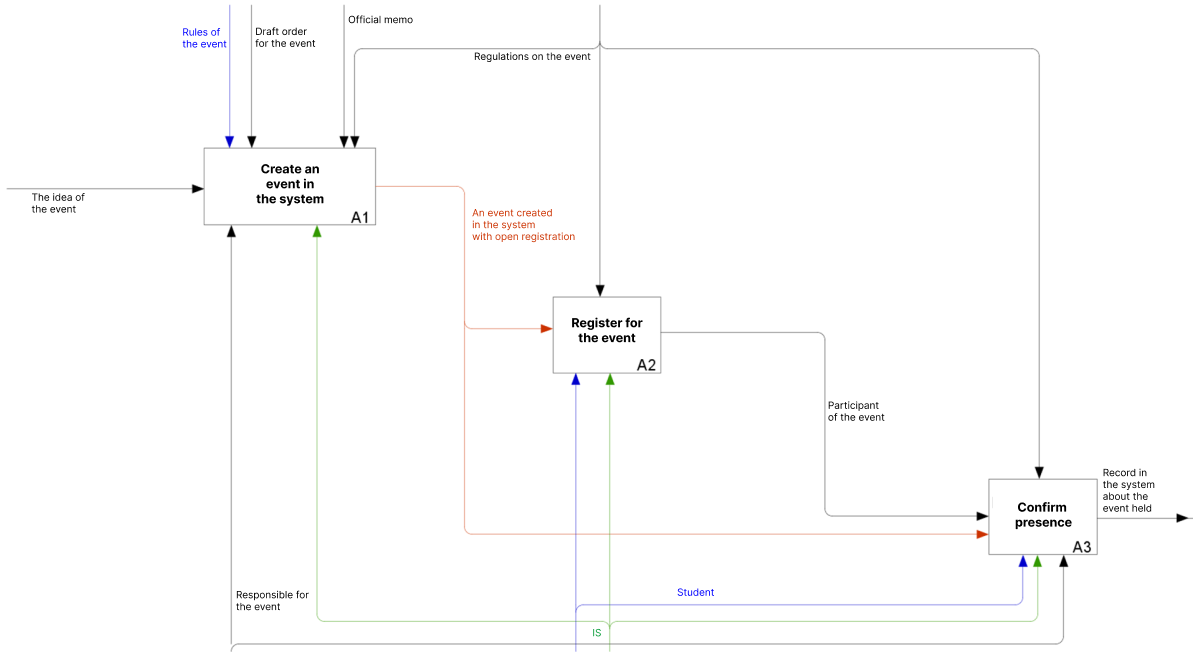 Rules of
the event
Draft order
for the event
Official memo
Regulations on the event
Create an
event in
the system
A1
The idea of
the event
An event created
in the system
with open registration
Register for
the event
A2
Participant
of the event
Record in
the system
about the
event held
Confirm
presence
A3
Responsible for
the event
Student
IS